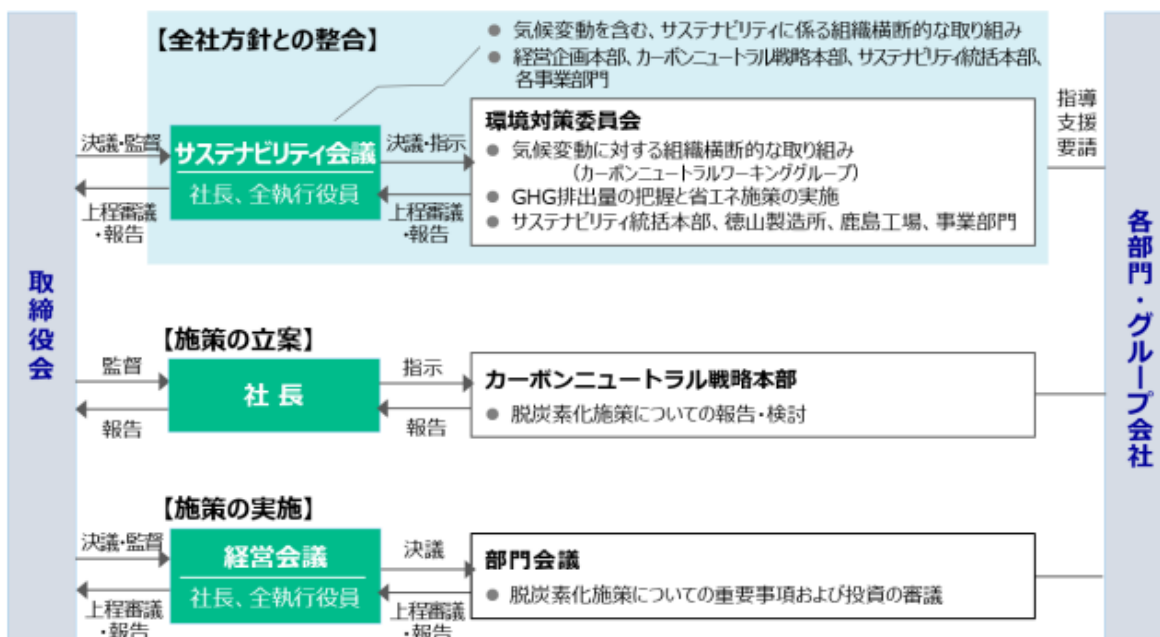 【全社方針との整合】
● 気候変動を含む、サステナビリティに係る組織横断的な取り組み
● 経営企画本部、カーボンニュートラル戦略本部、サステナビリティ統括本部、
各事業部門
決議・監督
サステナビリティ会議
社長、全執行役員
上程審議
・報告
決議・指示
上程審議
・報告
環境対策委員会
● 気候変動に対する組織横断的な取り組み
（カーボンニュートラルワーキンググループ）
● GHG排出量の把握と省エネ施策の実施
● サステナビリティ統括本部、徳山製造所、鹿島工場、事業部門
指導
支援
要請
取締役会
各部門・グループ会社
【施策の立案】
監督
社長
報告
指示
報告
カーボンニュートラル戦略本部
● 脱炭素化施策についての報告・検討
【施策の実施】
決議・監督
経営会議
社長、全執行役員
上程審議
・報告
決議
上程審議
・報告
部門会議
● 脱炭素化施策についての重要事項および投資の審議